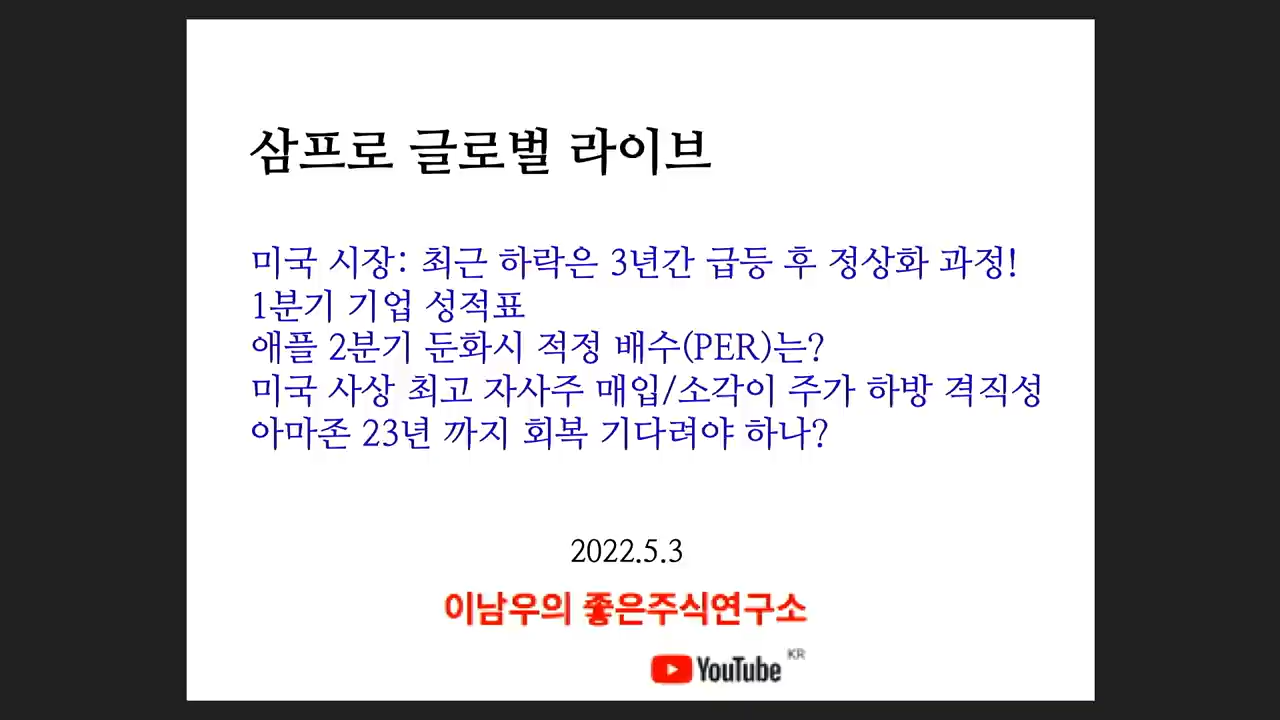 삼프로 글로벌 라이브
미국 시장: 최근 하락은 3년간 급등 후 정상화 과정!
1분기 기업 성적표
애플 2분기 둔화시 적정 배수(PER)는?
미국 사상 최고 자사주 매입/소각이 주가 하방 격직성
아마존 23년 까지 회복 기다려야 하나?
2022.5.3
이남우의 좋은주식연구소
YouTube KR